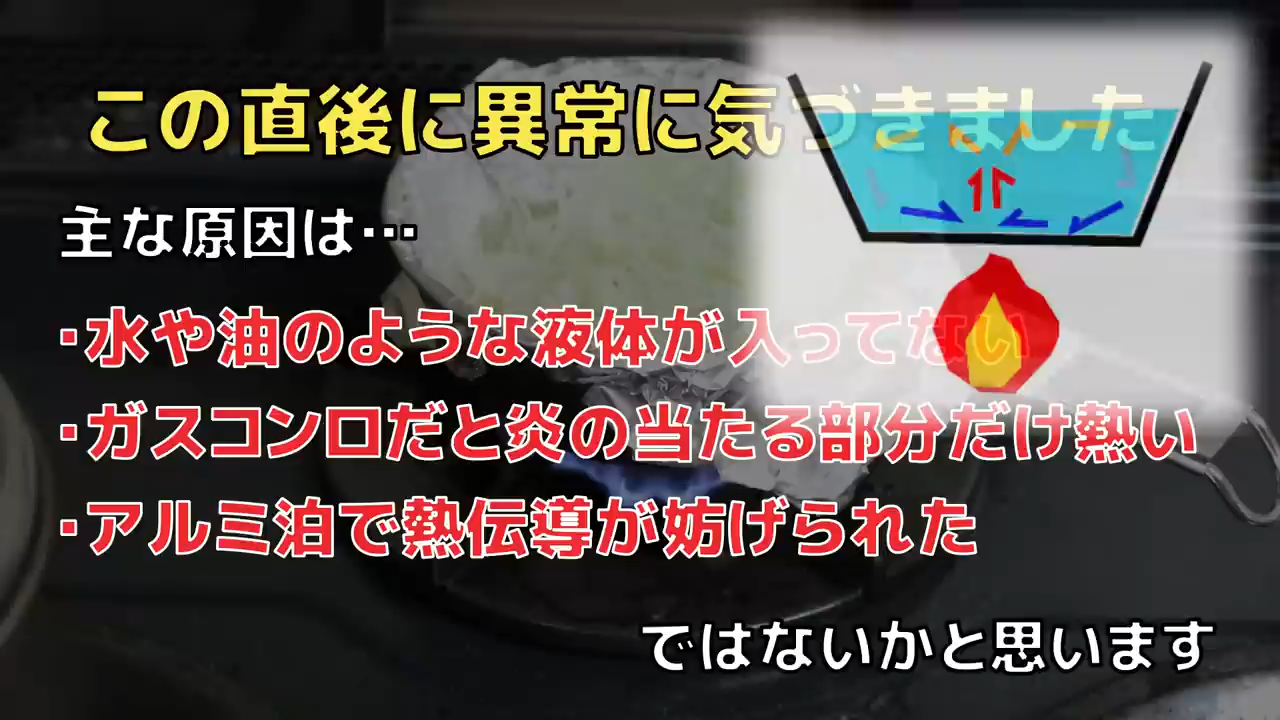 この直後に異常に気づきました
主な原因は…
・水や油のような液体が入ってない
・ガスコンロだと炎の当たる部分だけ熱い
・アルミ泊で熱伝導が妨げられた
ではないかと思います